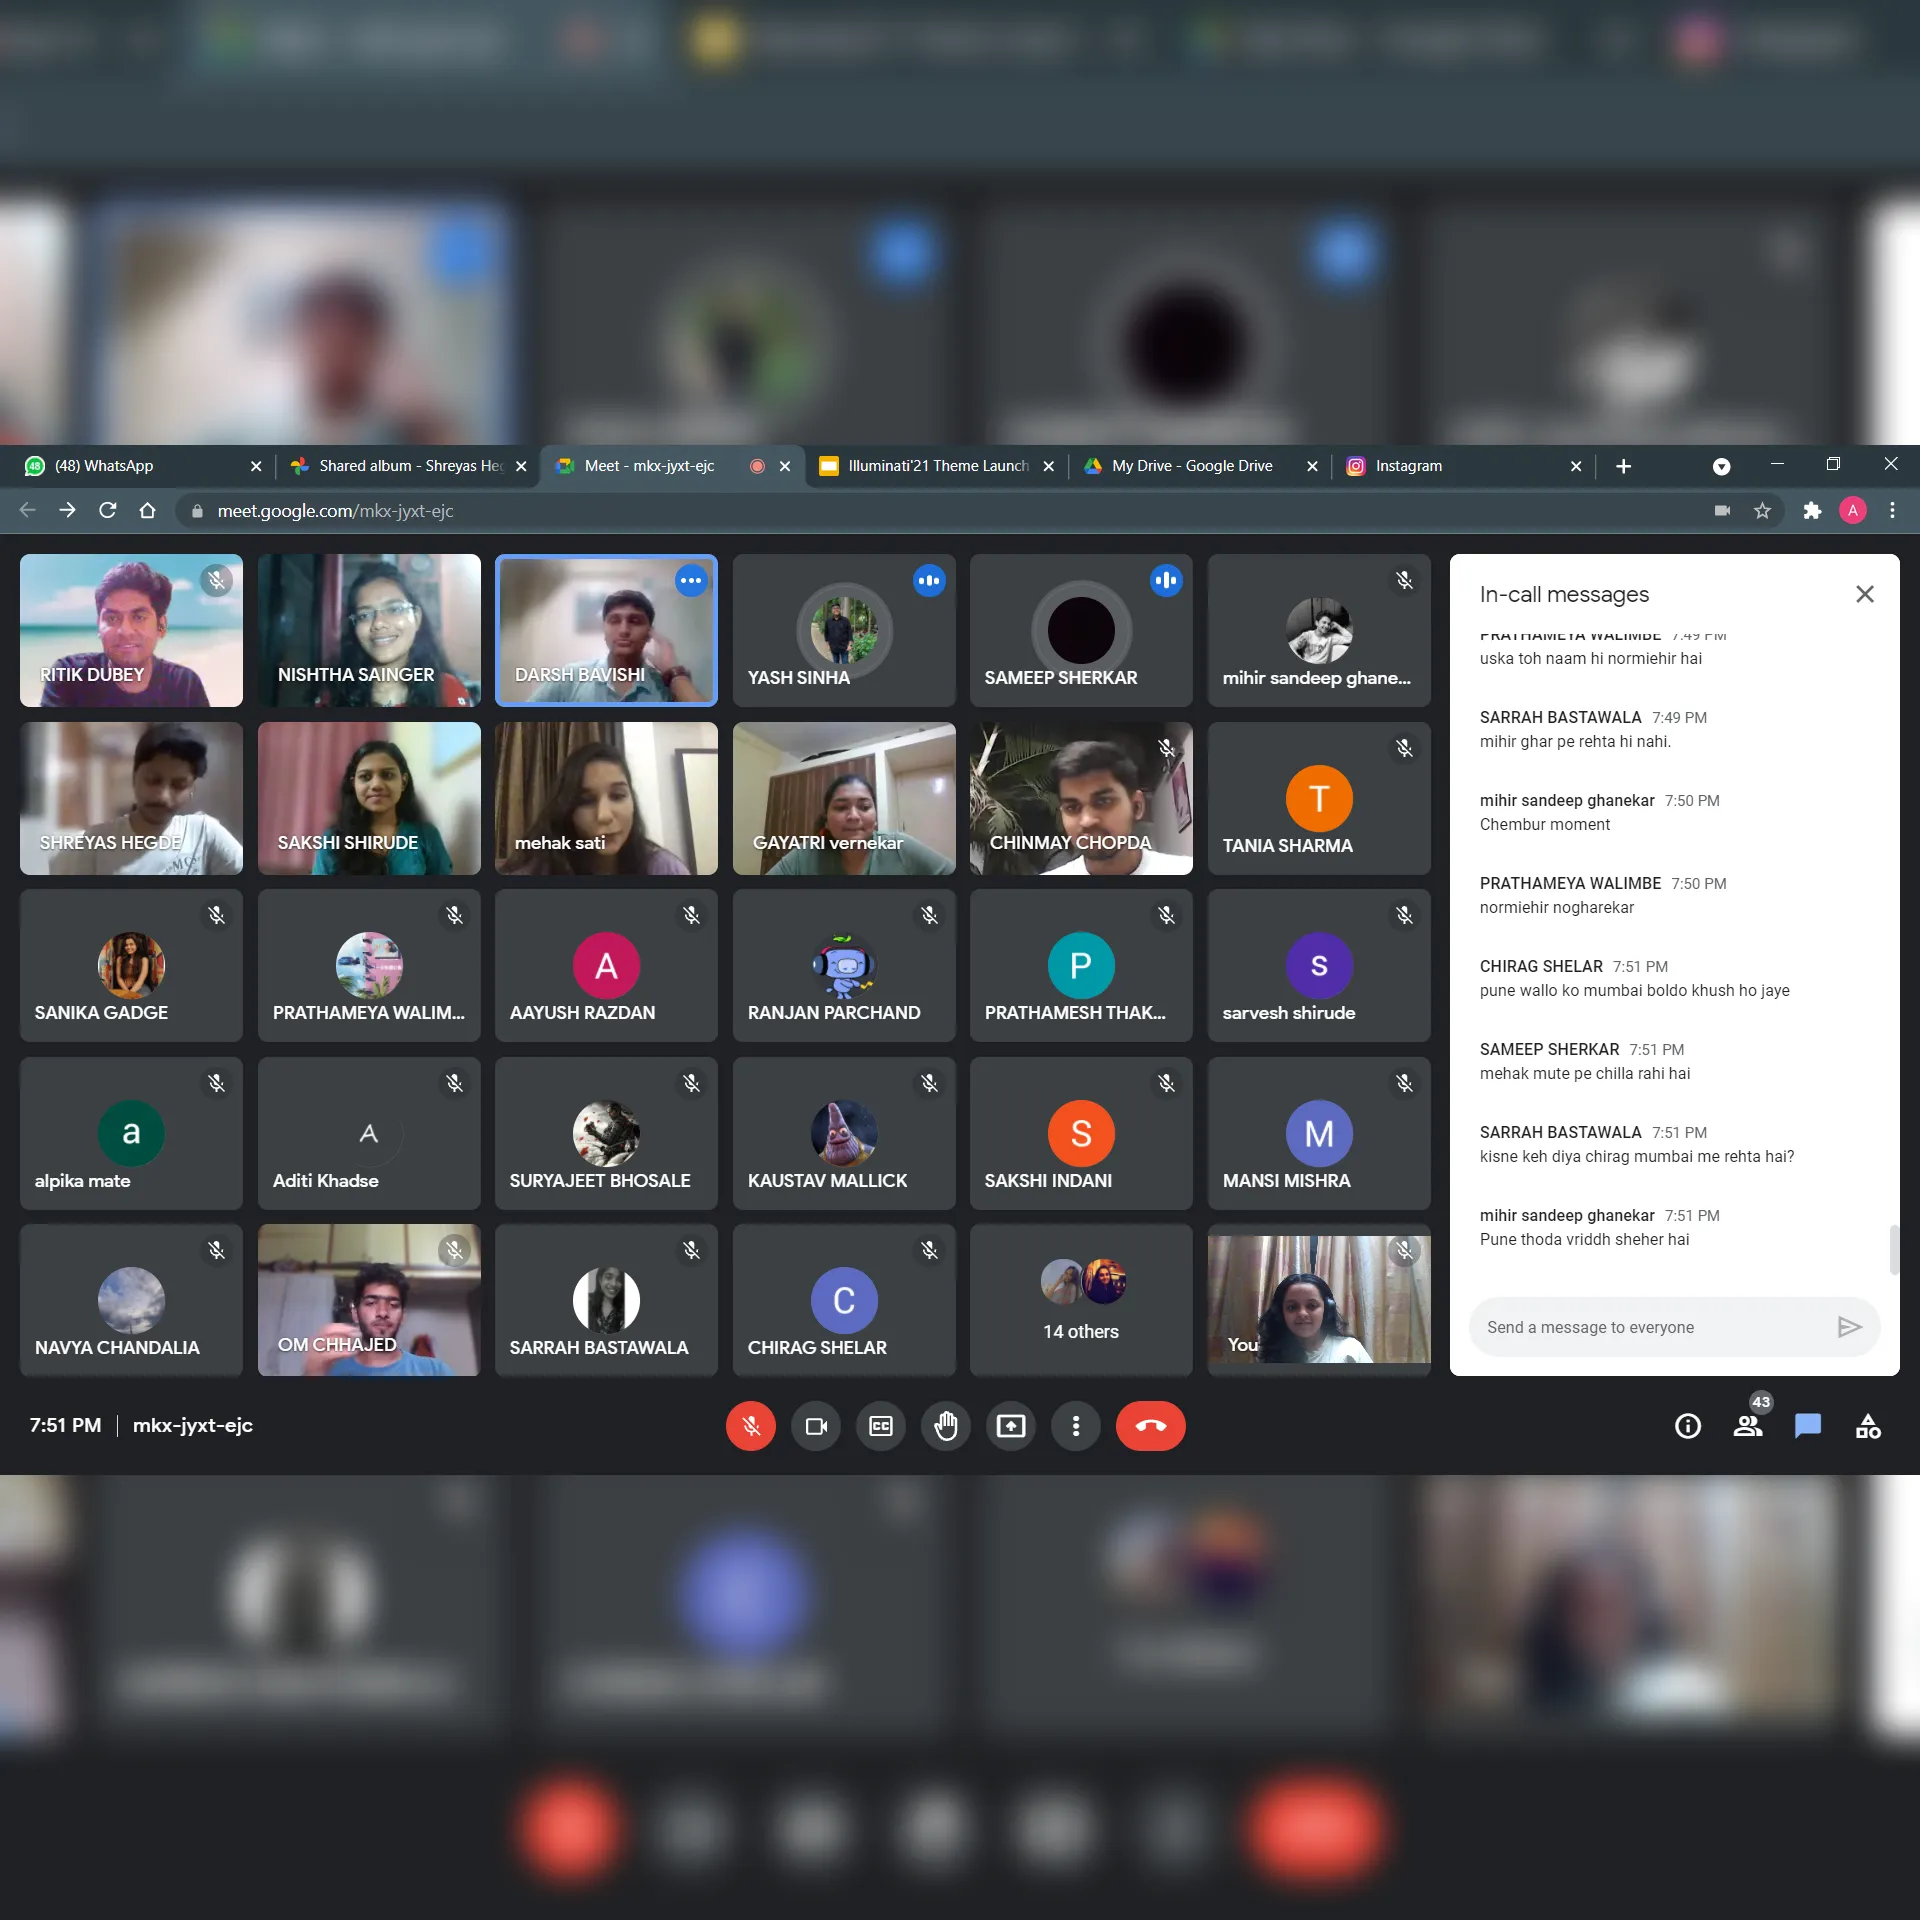 (48) WhatsApp
Shared album - Shreyas Heg
Meet - mkx-jyxt-ejc
Illuminati'21 Theme Launch
My Drive - Google Drive
Instagram
meet.google.com/mkx-jyxt-ejc
A
RITIK DUBEY
NISHTHA SAINGER
DARSH BAVISHI
YASH SINHA
SAMEEP SHERKAR
mihir sandeep ghane...
SHREYAS HEGDE
SAKSHI SHIRUDE
mehak sati
GAYATRI vernekar
CHINMAY CHOPDA
T
TANIA SHARMA
SANIKA GADGE
PRATHAMEYA WALIM...
A
AAYUSH RAZDAN
RANJAN PARCHAND
P
PRATHAMESH THAK...
s
sarvesh shirude
a
alpika mate
A
Aditi Khadse
SURYAJEET BHOSALE
KAUSTAV MALLICK
S
SAKSHI INDANI
M
MANSI MISHRA
NAVYA CHANDALIA
OM CHHAJED
SARRAH BASTAWALA
C
CHIRAG SHELAR
14 others
You
In-call messages
PRATHAMEYA WALIMBE 7:49 PM
uska toh naam hi normiehir hai
SARRAH BASTAWALA 7:49 PM
mihir ghar pe rehta hi nahi.
mihir sandeep ghanekar 7:50 PM
Chembur moment
PRATHAMEYA WALIMBE 7:50 PM
normiehir nogharekar
CHIRAG SHELAR 7:51 PM
pune wallo ko mumbai boldo khush ho jaye
SAMEEP SHERKAR 7:51 PM
mehak mute pe chilla rahi hai
SARRAH BASTAWALA 7:51 PM
kisne keh diya chirag mumbai me rehta hai?
mihir sandeep ghanekar 7:51 PM
Pune thoda vriddh sheher hai
Send a message to everyone
7:51 PM | mkx-jyxt-ejc
CC
43